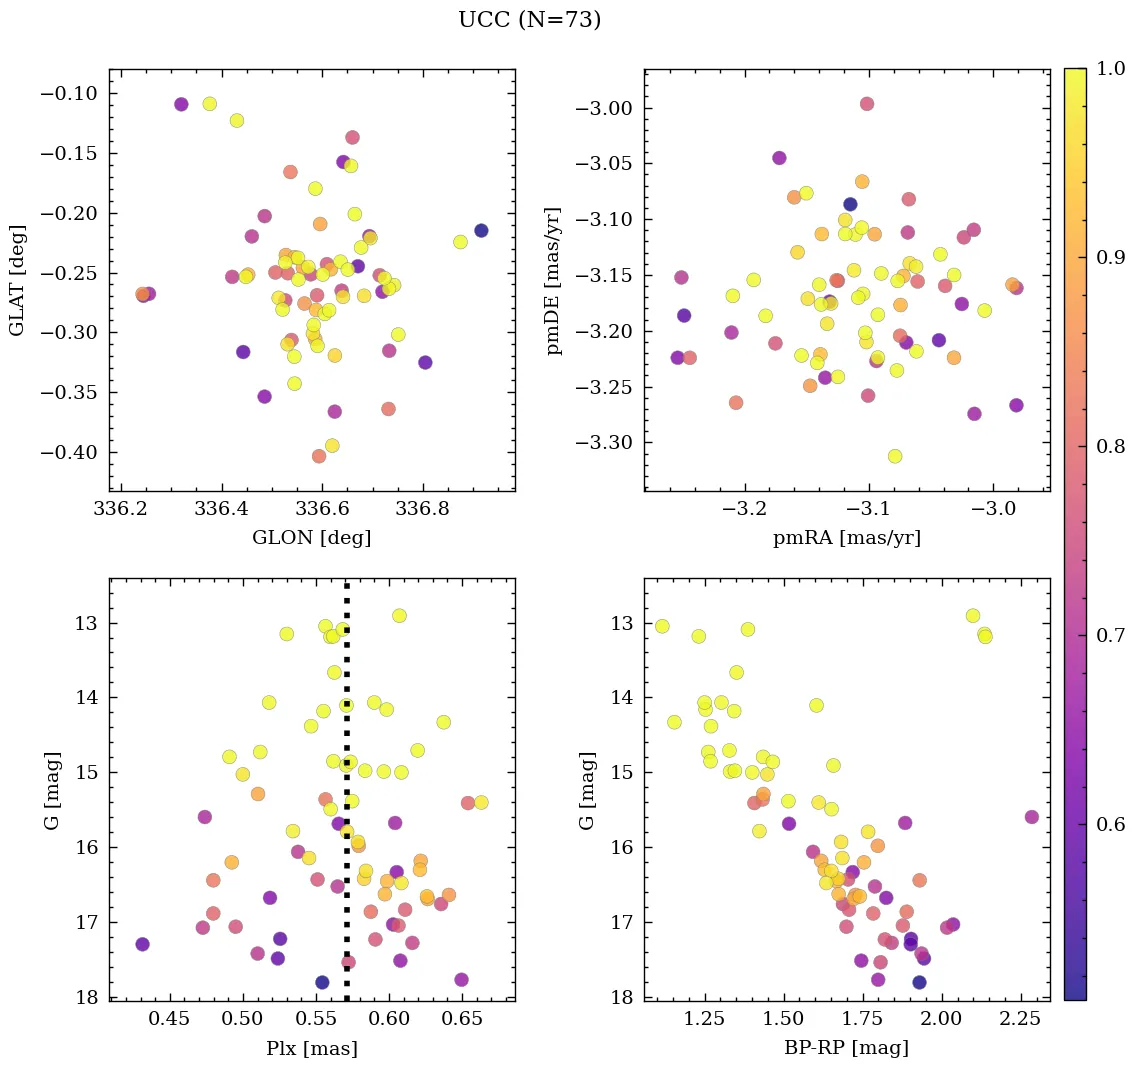 UCC (N=73)
−0.10
−0.15
−0.20
−0.25
−0.30
−0.35
−0.40
GLAT [deg]
336.2 336.4 336.6 336.8
GLON [deg]
−3.00
−3.05
−3.10
−3.15
−3.20
−3.25
−3.30
pmDE [mas/yr]
−3.2 −3.1 −3.0
pmRA [mas/yr]
1.0
0.9
0.8
0.7
0.6
13
14
15
16
17
18
G [mag]
0.45 0.50 0.55 0.60 0.65
Plx [mas]
13
14
15
16
17
18
G [mag]
1.25 1.50 1.75 2.00 2.25
BP-RP [mag]